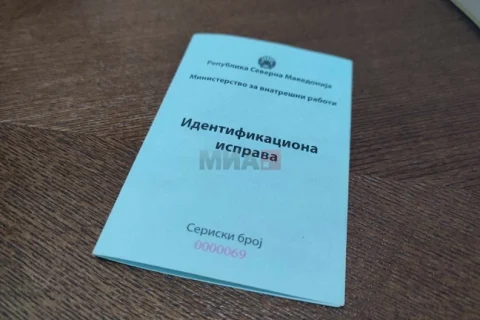 Република Северна Македонија
Министерство за внатрешни работи
Идентификациона
исправа
МИА
Сериски број
0000069